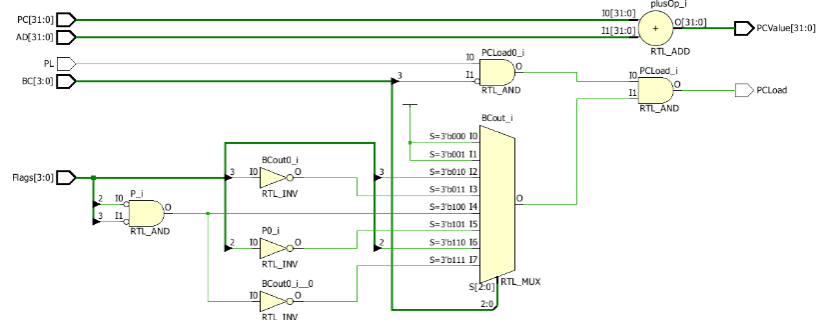 plusOp_i
PC[31:0]
I0[31:0]
O[31:0]
+
PCValue[31:0]
AD[31:0]
I1[31:0]
RTL_ADD
PCLoad0_i
PL
I0
O
PCLoad_i
BC[3:0]
3
I1
RTL_AND
I0
O
PCLoad
I1
RTL_AND
BCout_i
S=3'b000 I0
S=3'b001 I1
BCout0_i
Flags[3:0]
3
I0
O
3
S=3'b010 I2
RTL_INV
S=3'b011 I3
P_i
2
I0
O
S=3'b100 I4
O
3
I1
RTL_AND
P0_i
S=3'b101 I5
2
I0
O
2
S=3'b110 I6
RTL_INV
S=3'b111 I7
BCout0_i__0
S[2:0]
RTL_MUX
I0
O
2:0
RTL_INV